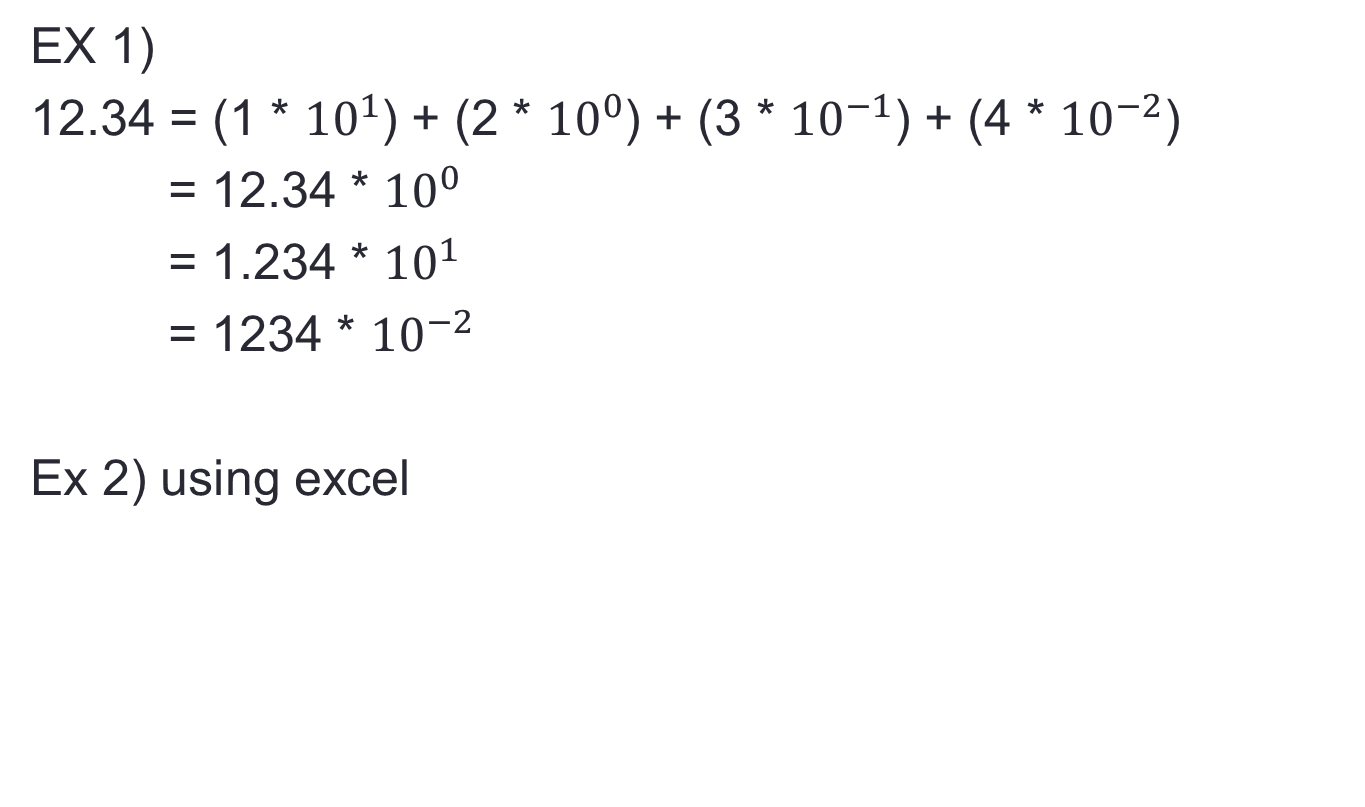 EX 1)
12.34 = (1 * 10¹) + (2 * 10⁰) + (3 * 10⁻¹) + (4 * 10⁻²)
= 12.34 * 10⁰
= 1.234 * 10¹
= 1234 * 10⁻²
Ex 2) using excel